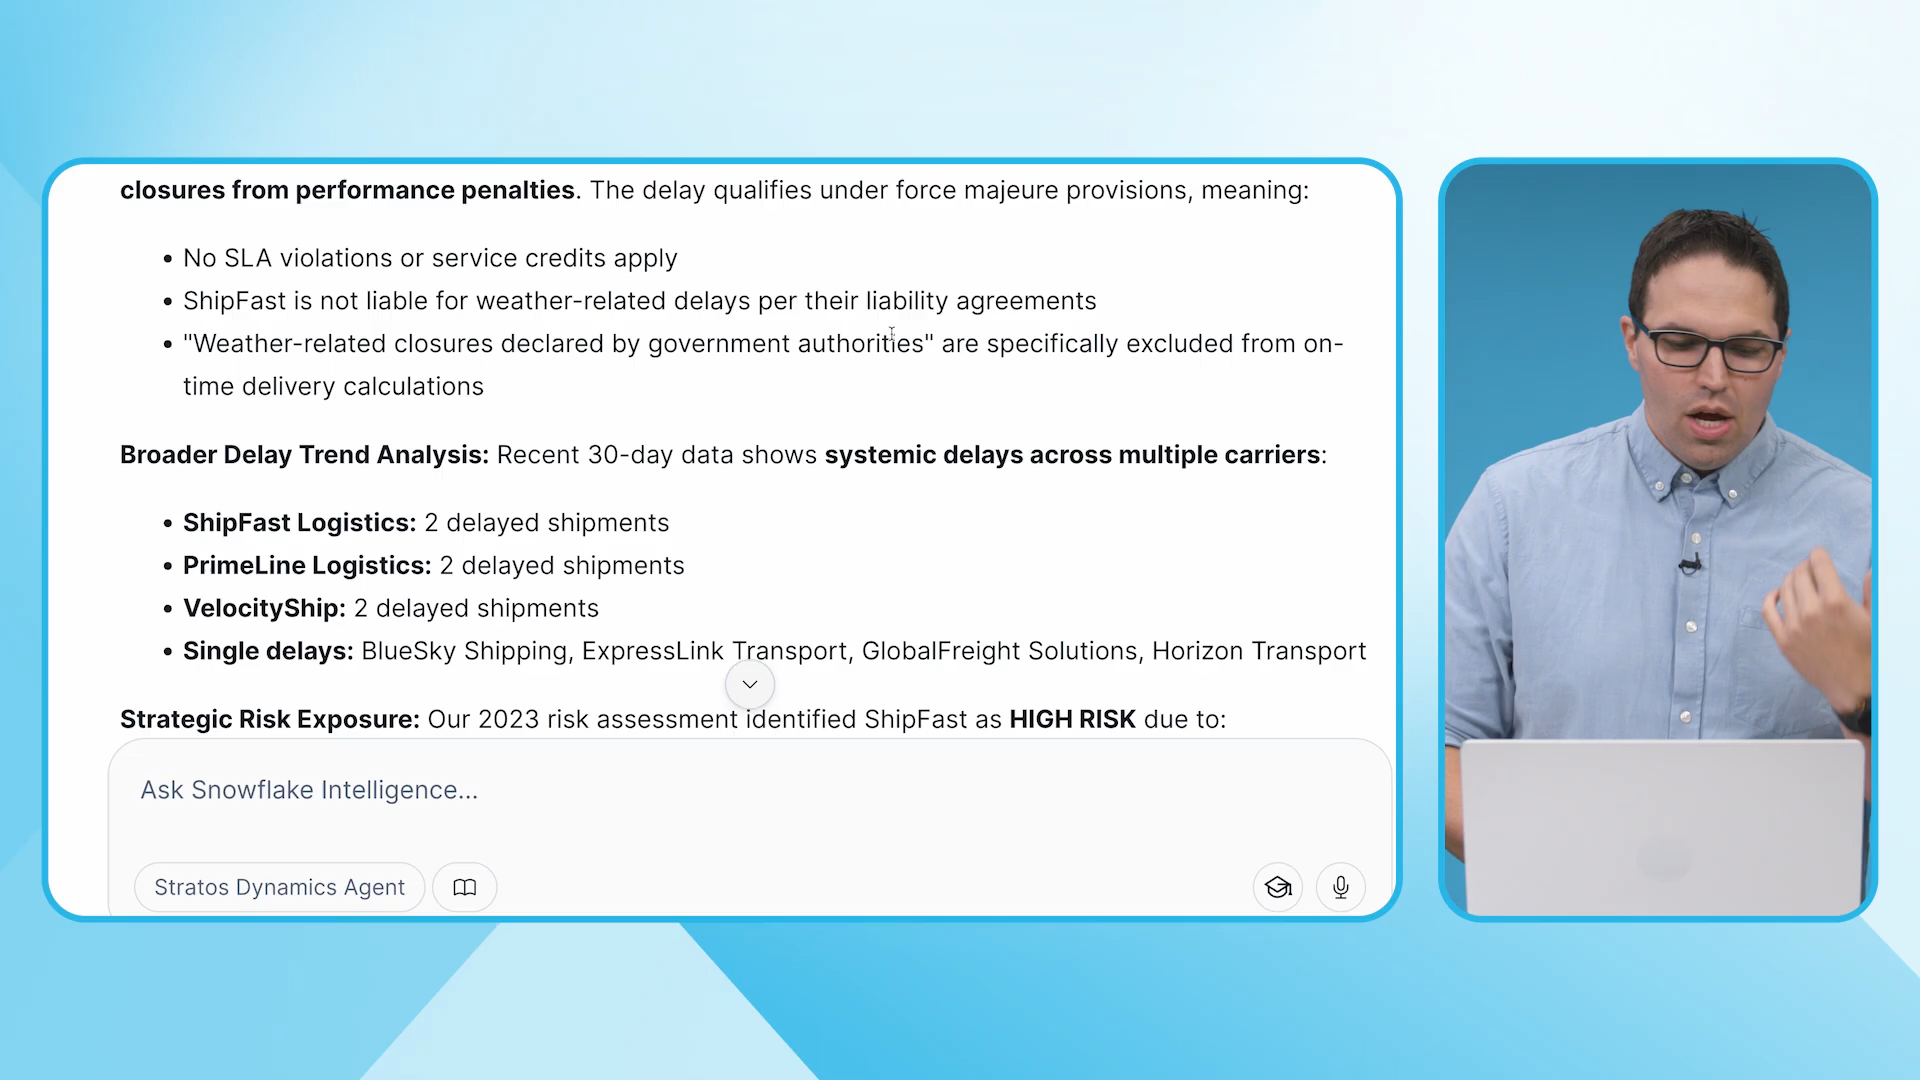 closures from performance penalties. The delay qualifies under force majeure provisions, meaning:
• No SLA violations or service credits apply
• ShipFast is not liable for weather-related delays per their liability agreements
• "Weather-related closures declared by government authorities" are specifically excluded from on-
time delivery calculations
Broader Delay Trend Analysis: Recent 30-day data shows systemic delays across multiple carriers:
• ShipFast Logistics: 2 delayed shipments
• PrimeLine Logistics: 2 delayed shipments
• VelocityShip: 2 delayed shipments
• Single delays: BlueSky Shipping, ExpressLink Transport, GlobalFreight Solutions, Horizon Transport
Strategic Risk Exposure: Our 2023 risk assessment identified ShipFast as HIGH RISK due to:
Ask Snowflake Intelligence...
Stratos Dynamics Agent